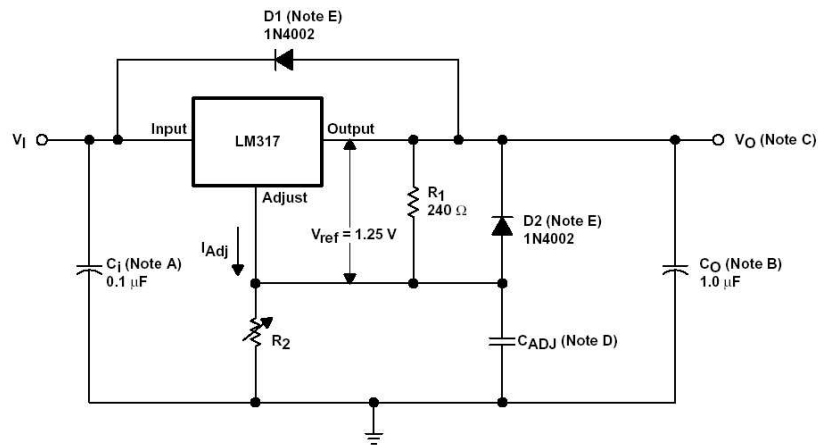 D1 (Note E)
1N4002
VI
Input
LM317
Output
VO (Note C)
Adjust
R1
240 Ω
D2 (Note E)
1N4002
Vref = 1.25 V
IAdj
Ci (Note A)
0.1 μF
CO (Note B)
1.0 μF
R2
CADJ (Note D)